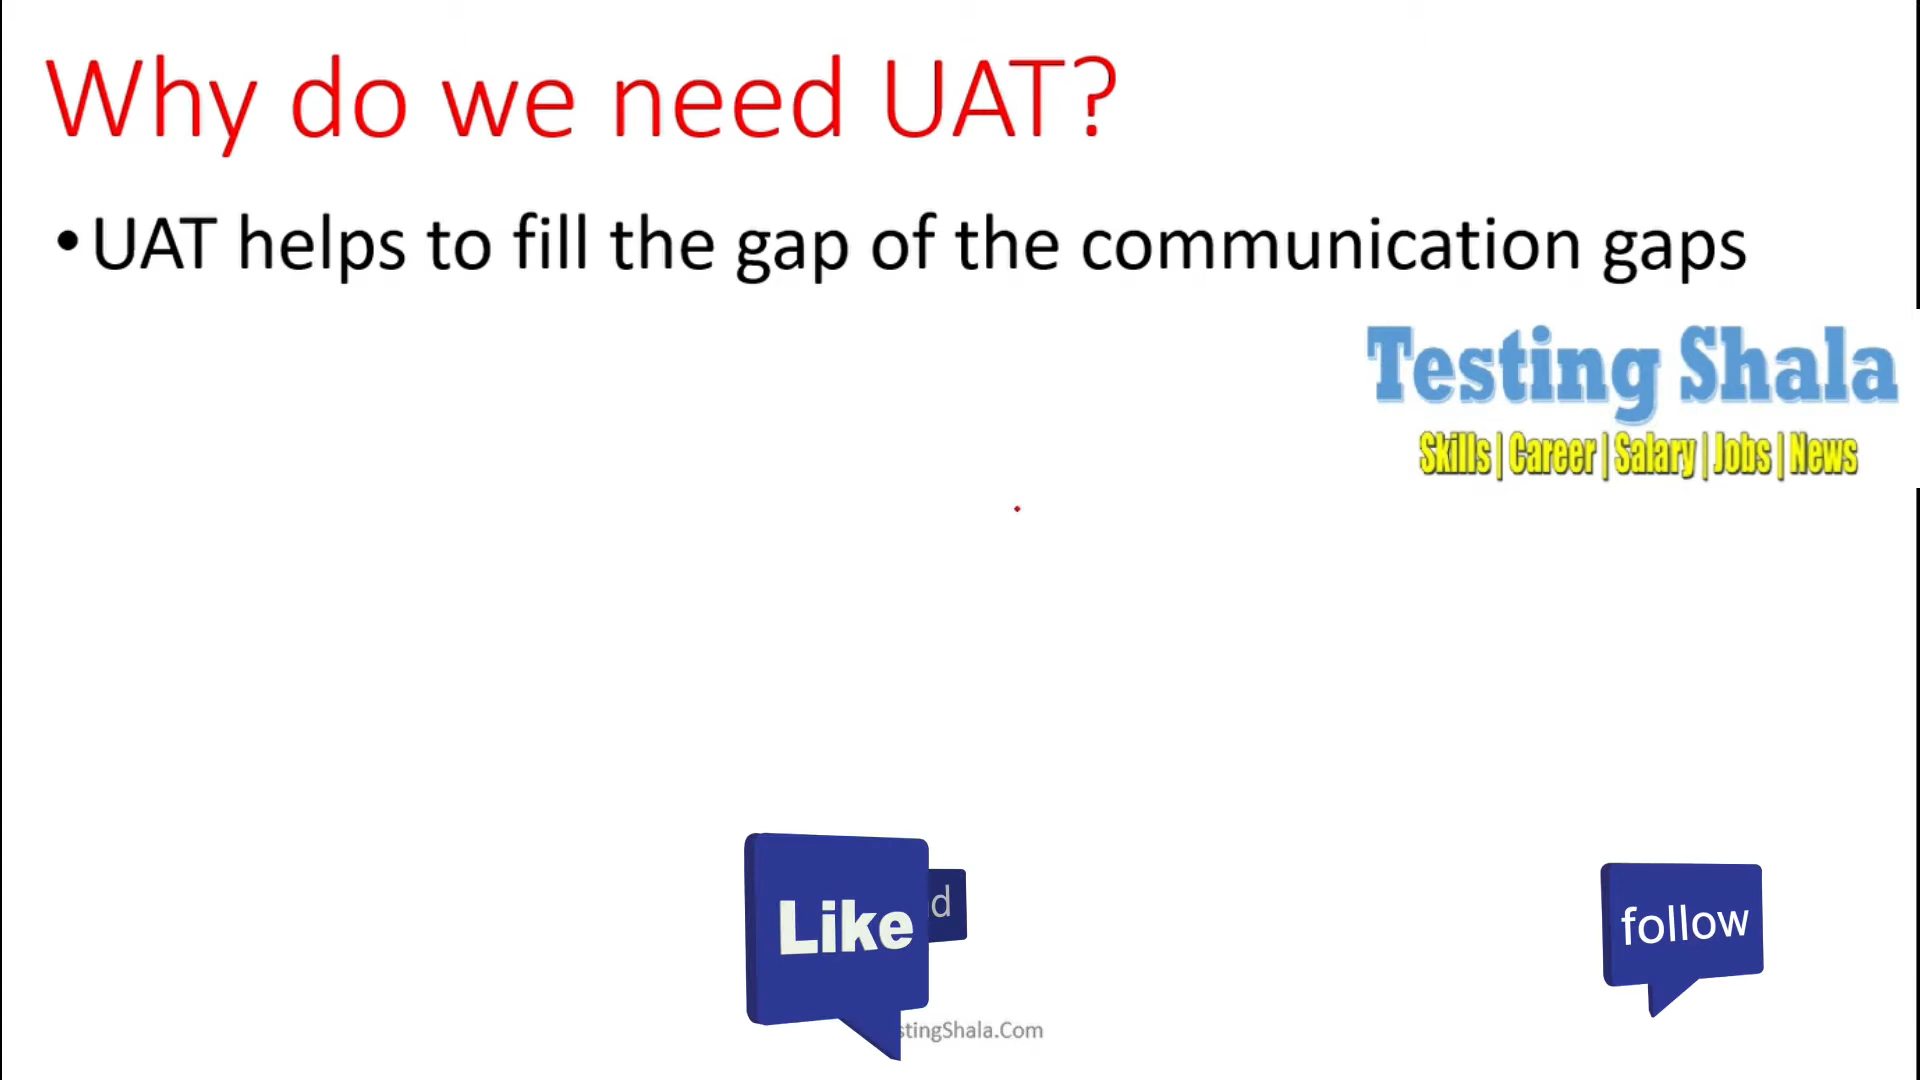 Why do we need UAT?
•UAT helps to fill the gap of the communication gaps
Testing Shala
Skills | Career | Salary | Jobs | News
Like
follow
stingShala.Com